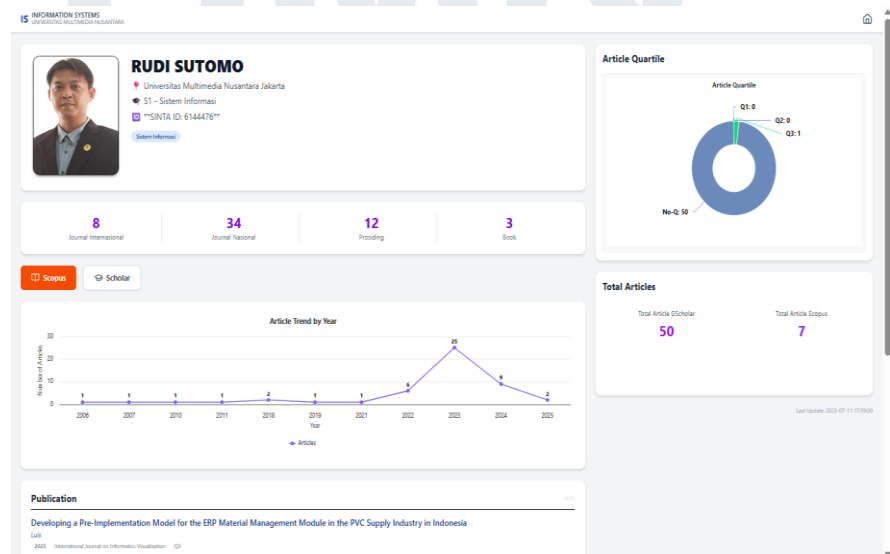 IS INFORMATION SYSTEMS
UNIVERSITAS MULTIMEDIA NUSANTARA
RUDI SUTOMO
Universitas Multimedia Nusantara Jakarta
S1 - Sistem Informasi
ID **SINTA ID: 6144476**
Sistem Informasi
8
Journal Internasional
34
Journal Nasional
12
Prosiding
3
Book
Scopus
Scholar
Article Trend by Year
Number of Articles
30
20
10
0
1 1 1 1 2 1 1 6 25 9 2
2006 2007 2010 2011 2018 2019 2021 2022 2023 2024 2025
Year
Articles
Publication
Developing a Pre-Implementation Model for the ERP Material Management Module in the PVC Supply Industry in Indonesia
Luis
2025 International Journal on Informatics Visualization Q3
Article Quartile
Article Quartile
Q1: 0
Q2: 0
Q3: 1
No-Q: 50
Total Articles
Total Article GScholar
50
Total Article Scopus
7